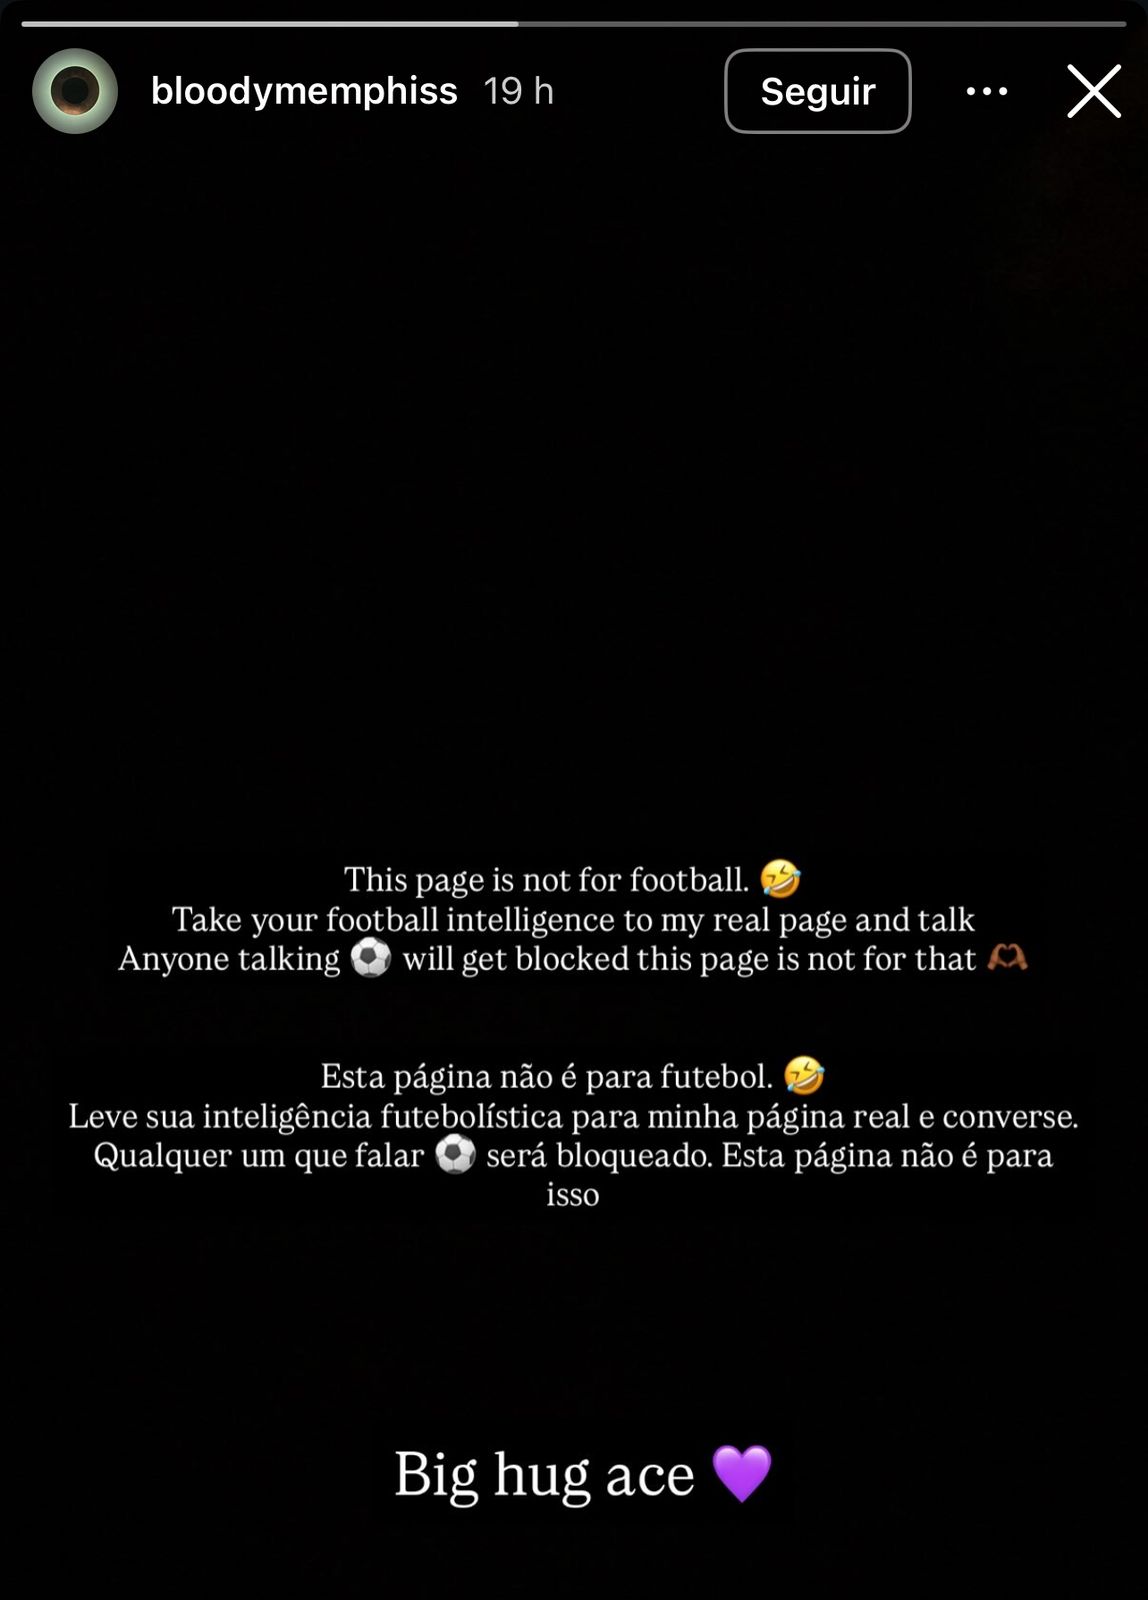 bloodymemphiss 19 h
Seguir
This page is not for football. 🤣
Take your football intelligence to my real page and talk
Anyone talking ⚽ will get blocked this page is not for that 🫶🏾
Esta página não é para futebol. 🤣
Leve sua inteligência futebolística para minha página real e converse.
Qualquer um que falar ⚽ será bloqueado. Esta página não é para
isso
Big hug ace 💜